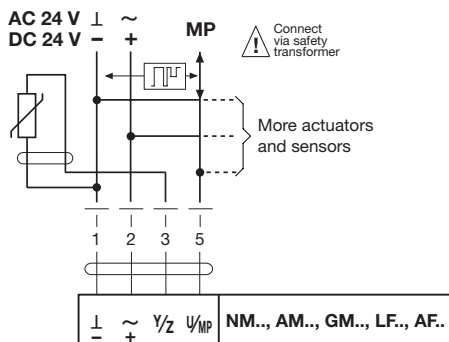 AC 24 V ⊥ ~
DC 24 V – +
MP
Connect
via safety
transformer
More actuators
and sensors
1 2 3 5
⊥ ~ Y/Z U/MP NM.., AM.., GM.., LF.., AF..
– +